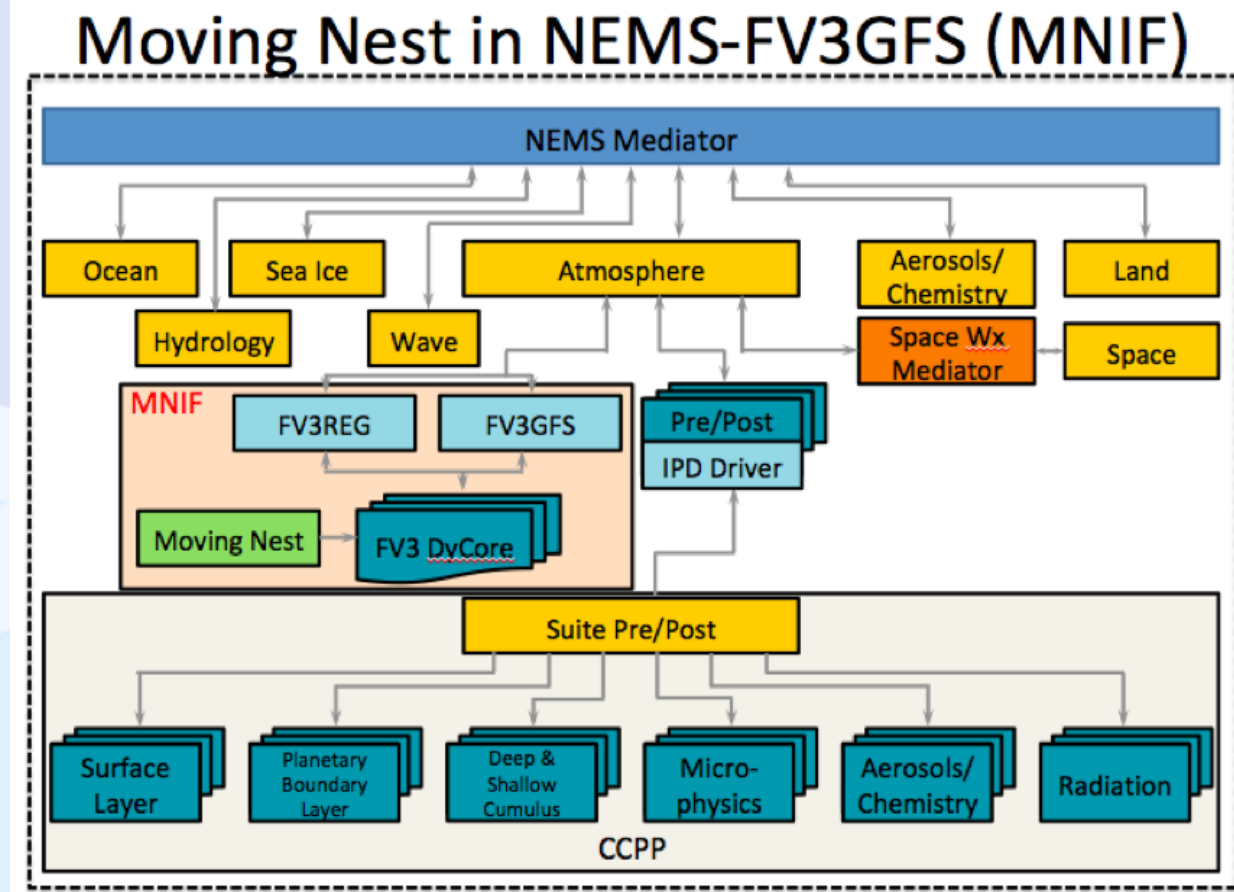 Moving Nest in NEMS-FV3GFS (MNIF)
NEMS Mediator
Ocean
Sea Ice
Atmosphere
Aerosols/
Chemistry
Land
Hydrology
Wave
Space Wx
Mediator
Space
MNIF
FV3REG
FV3GFS
Pre/Post
IPD Driver
Moving Nest
FV3 DyCore
Suite Pre/Post
Surface
Layer
Planetary
Boundary
Layer
Deep &
Shallow
Cumulus
Micro-
physics
Aerosols/
Chemistry
Radiation
CCPP